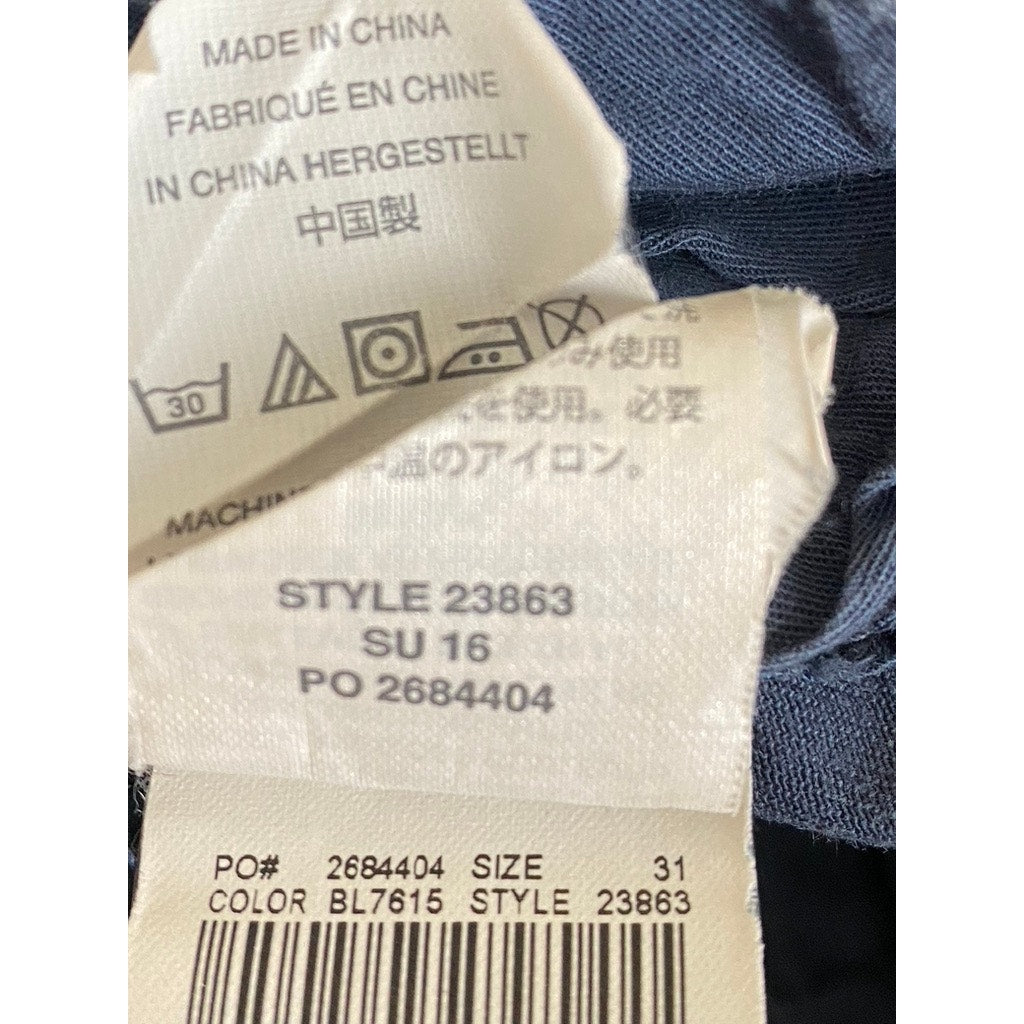 MADE IN CHINA
FABRIQUÉ EN CHINE
IN CHINA HERGESTELLT
中国製
30
み使用
を使用。必要
温のアイロン。
STYLE 23863
SU 16
PO 2684404
PO# 2684404 SIZE 31
COLOR BL7615 STYLE 23863